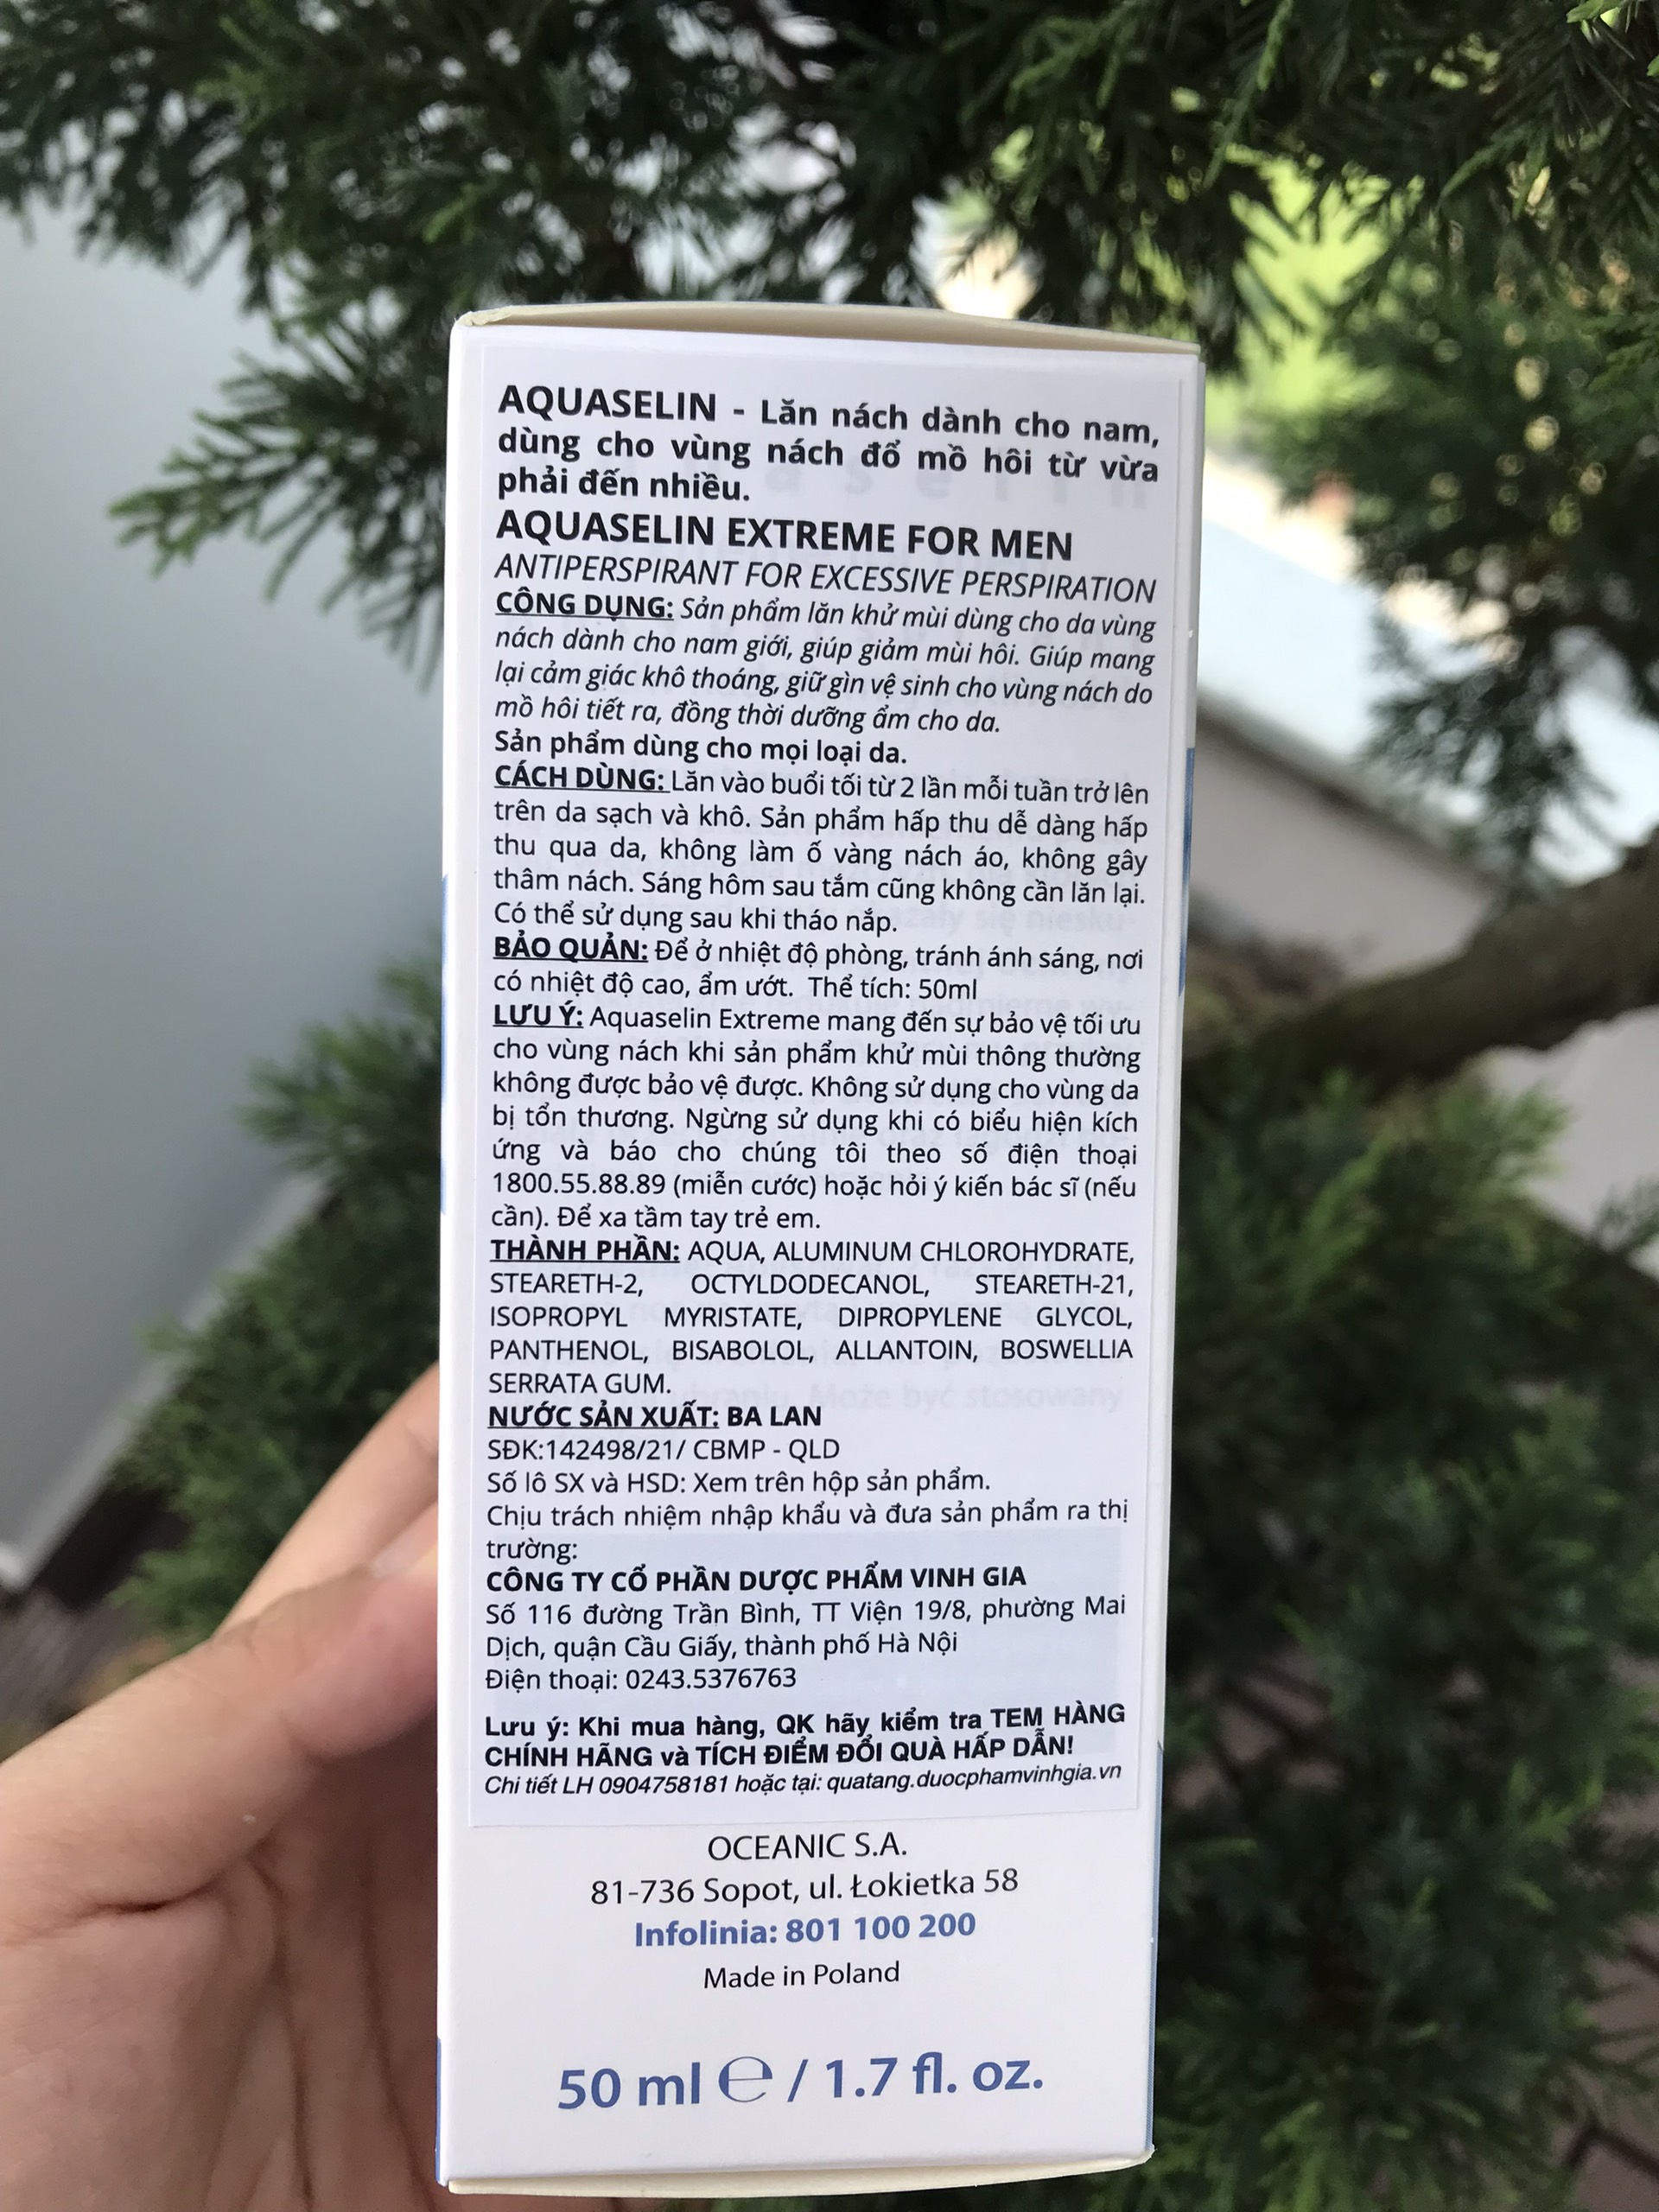 AQUASELIN - Lăn nách dành cho nam,
dùng cho vùng nách đổ mồ hôi từ vừa
phải đến nhiều.
AQUASELIN EXTREME FOR MEN
ANTIPERSPIRANT FOR EXCESSIVE PERSPIRATION
CÔNG DỤNG: Sản phẩm lăn khử mùi dùng cho da vùng
nách dành cho nam giới, giúp giảm mùi hôi. Giúp mang
lại cảm giác khô thoáng, giữ gìn vệ sinh cho vùng nách do
mồ hôi tiết ra, đồng thời dưỡng ẩm cho da.
Sản phẩm dùng cho mọi loại da.
CÁCH DÙNG: Lăn vào buổi tối từ 2 lần mỗi tuần trở lên
trên da sạch và khô. Sản phẩm hấp thu dễ dàng hấp
thu qua da, không làm ố vàng nách áo, không gây
thâm nách. Sáng hôm sau tắm cũng không cần lăn lại.
Có thể sử dụng sau khi tháo nắp.
BẢO QUẢN: Để ở nhiệt độ phòng, tránh ánh sáng, nơi
có nhiệt độ cao, ẩm ướt. Thể tích: 50ml
LƯU Ý: Aquaselin Extreme mang đến sự bảo vệ tối ưu
cho vùng nách khi sản phẩm khử mùi thông thường
không được bảo vệ được. Không sử dụng cho vùng da
bị tổn thương. Ngừng sử dụng khi có biểu hiện kích
ứng và báo cho chúng tôi theo số điện thoại
1800.55.88.89 (miễn cước) hoặc hỏi ý kiến bác sĩ (nếu
cần). Để xa tầm tay trẻ em.
THÀNH PHẦN: AQUA, ALUMINUM CHLOROHYDRATE,
STEARETH-2, OCTYLDODECANOL, STEARETH-21,
ISOPROPYL MYRISTATE, DIPROPYLENE GLYCOL,
PANTHENOL, BISABOLOL, ALLANTOIN, BOSWELLIA
SERRATA GUM.
NƯỚC SẢN XUẤT: BA LAN
SĐK:142498/21/ CBMP - QLD
Số lô SX và HSD: Xem trên hộp sản phẩm.
Chịu trách nhiệm nhập khẩu và đưa sản phẩm ra thị
trường:
CÔNG TY CỔ PHẦN DƯỢC PHẨM VINH GIA
Số 116 đường Trần Bình, TT Viện 19/8, phường Mai
Dịch, quận Cầu Giấy, thành phố Hà Nội
Điện thoại: 0243.5376763
Lưu ý: Khi mua hàng, QK hãy kiểm tra TEM HÀNG
CHÍNH HÃNG và TÍCH ĐIỂM ĐỔI QUÀ HẤP DẪN!
Chi tiết LH 0904758181 hoặc tại: quatang.duocphamvinhgia.vn
OCEANIC S.A.
81-736 Sopot, ul. Łokietka 58
Infolinia: 801 100 200
Made in Poland
50 ml ℮ / 1.7 fl. oz.